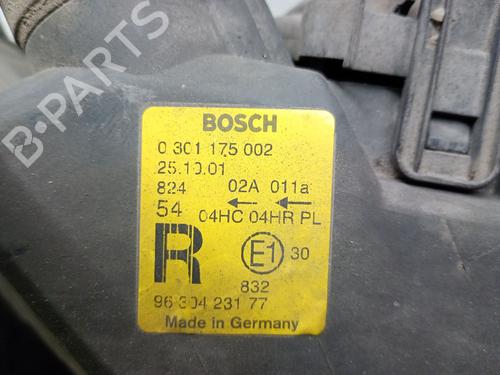 BOSCH
0 301 175 002
25.10.01
824 02A 011a
54 ← ←
04HC 04HR PL
R E1 30
832
96 304 231 77
Made in Germany
B-PARTS